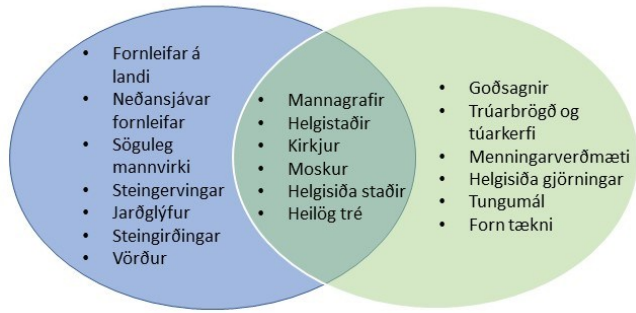 Fornleifar á
landi
Neðansjávar
fornleifar
Söguleg
mannvirki
Steingervingar
Jarðglýfur
Steingirðingar
Vörður
Mannagrafir
Helgistaðir
Kirkjur
Moskur
Helgisiða staðir
Heilög tré
Goðsagnir
Trúarbrögð og
túarkerfi
Menningarverðmæti
Helgisiða gjörningar
Tungumál
Forn tækni